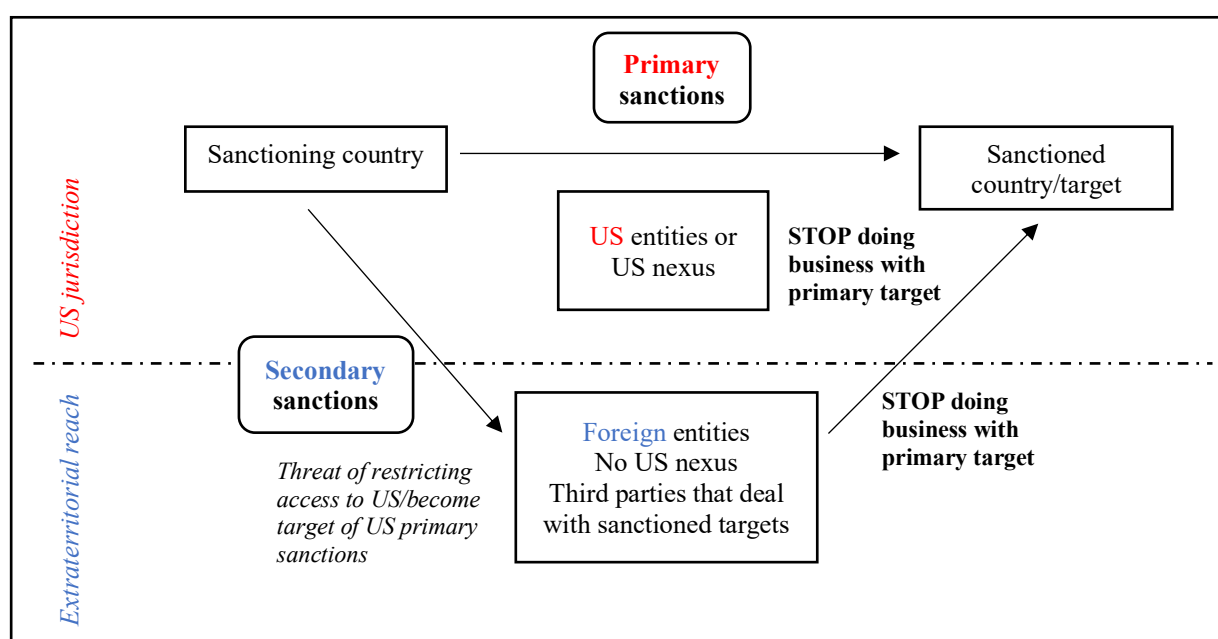 Primary
sanctions
Sanctioning country
Sanctioned
country/target
US entities or
US nexus
STOP doing
business with
primary target
US jurisdiction
Secondary
sanctions
Foreign entities
No US nexus
Third parties that deal
with sanctioned targets
STOP doing
business with
primary target
Threat of restricting
access to US/become
target of US primary
sanctions
Extraterritorial reach